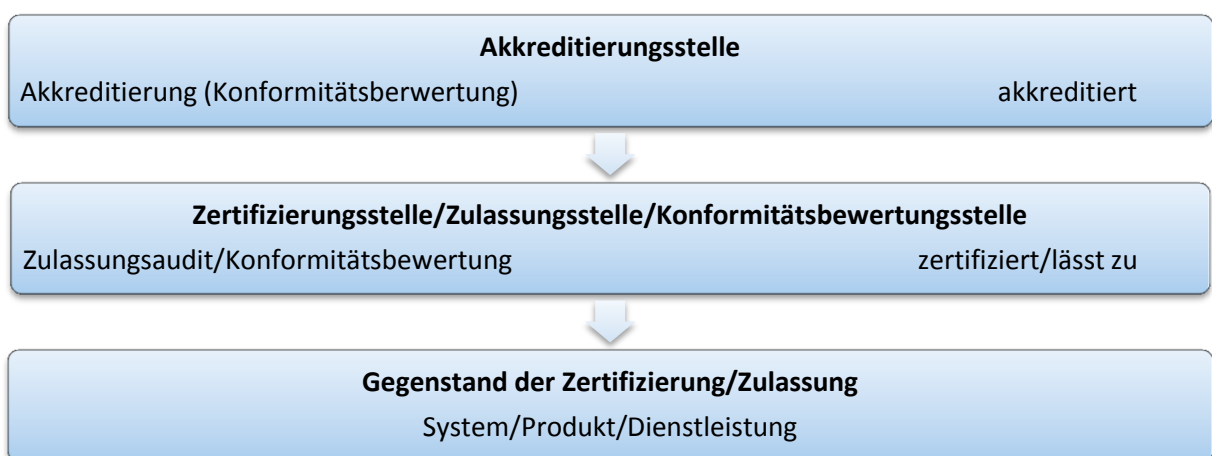 Akkreditierungsstelle
Akkreditierung (Konformitätsberwertung) akkreditiert
Zertifizierungsstelle/Zulassungsstelle/Konformitätsbewertungsstelle
Zulassungsaudit/Konformitätsbewertung zertifiziert/lässt zu
Gegenstand der Zertifizierung/Zulassung
System/Produkt/Dienstleistung